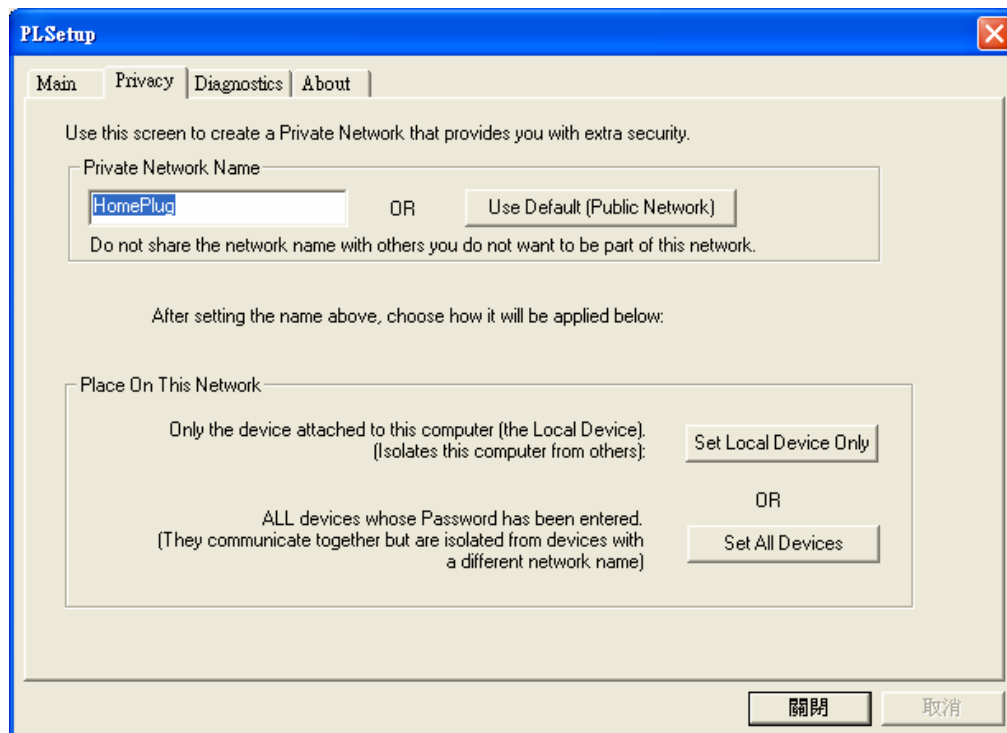 PLSetup
Main Privacy Diagnostics About
Use this screen to create a Private Network that provides you with extra security.
Private Network Name
HomePlug OR Use Default (Public Network)
Do not share the network name with others you do not want to be part of this network.
After setting the name above, choose how it will be applied below:
Place On This Network
Only the device attached to this computer (the Local Device).
(Isolates this computer from others):
Set Local Device Only
OR
ALL devices whose Password has been entered.
(They communicate together but are isolated from devices with
a different network name)
Set All Devices
關閉 取消